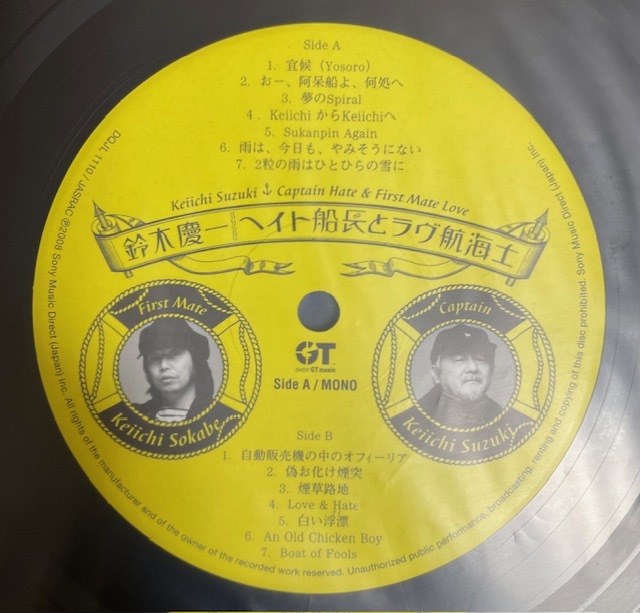 Side A
1. 宜候（Yosoro）
2. おー、阿呆船よ、何処へ
3. 夢のSpiral
4. KeiichiからKeiichiへ
5. Sukanpin Again
6. 雨は、今日も、やみそうにない
7. 2粒の雨はひとひらの雪に
Keiichi Suzuki ⚓ Captain Hate & First Mate Love
鈴木慶一 ヘイト船長とラヴ航海士
First Mate
Keiichi Sokabe
Captain
Keiichi Suzuki
GT
GT music
Side A / MONO
Side B
1. 自動販売機の中のオフィーリア
2. 偽お化け煙突
3. 煙草路地
4. Love & Hate
5. 白い浮漂
6. An Old Chicken Boy
7. Boat of Fools
DQJL 1110 / JASRAC ℗2008 Sony Music Direct (Japan) Inc. All rights of the manufacturer and of the owner of the recorded work reserved. Unauthorized public performance, broadcasting, renting and copying of this disc prohibited. Sony Music Direct (Japan) Inc.